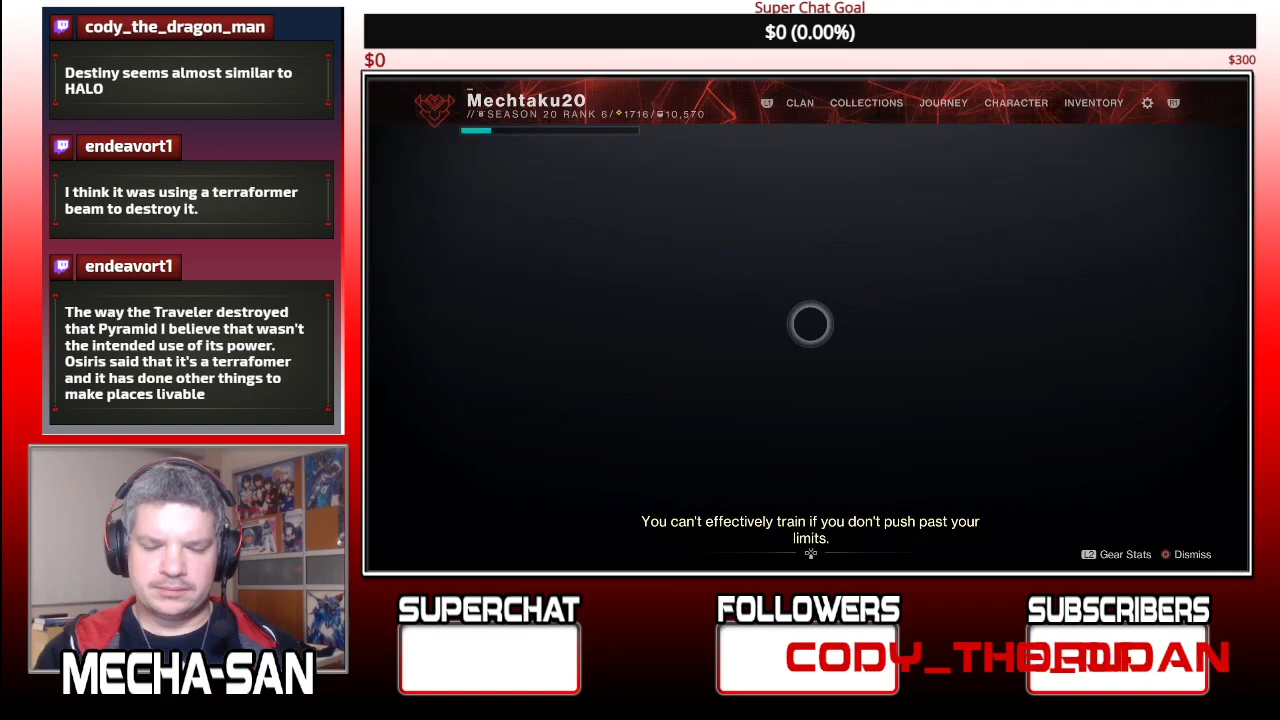 cody_the_dragon_man
Destiny seems almost similar to
HALO
endeavort1
I think it was using a terraformer
beam to destroy it.
endeavort1
The way the Traveler destroyed
that Pyramid I believe that wasn't
the intended use of its power.
Osiris said that it's a terrafomer
and it has done other things to
make places livable
MECHA-SAN
Super Chat Goal
$0 (0.00%)
$0
$300
Mechtaku20
// SEASON 20 RANK 6/ 1716/ 10,570
CLAN
COLLECTIONS
JOURNEY
CHARACTER
INVENTORY
You can't effectively train if you don't push past your
limits.
L2 Gear Stats
Dismiss
SUPERCHAT
FOLLOWERS
SUBSCRIBERS